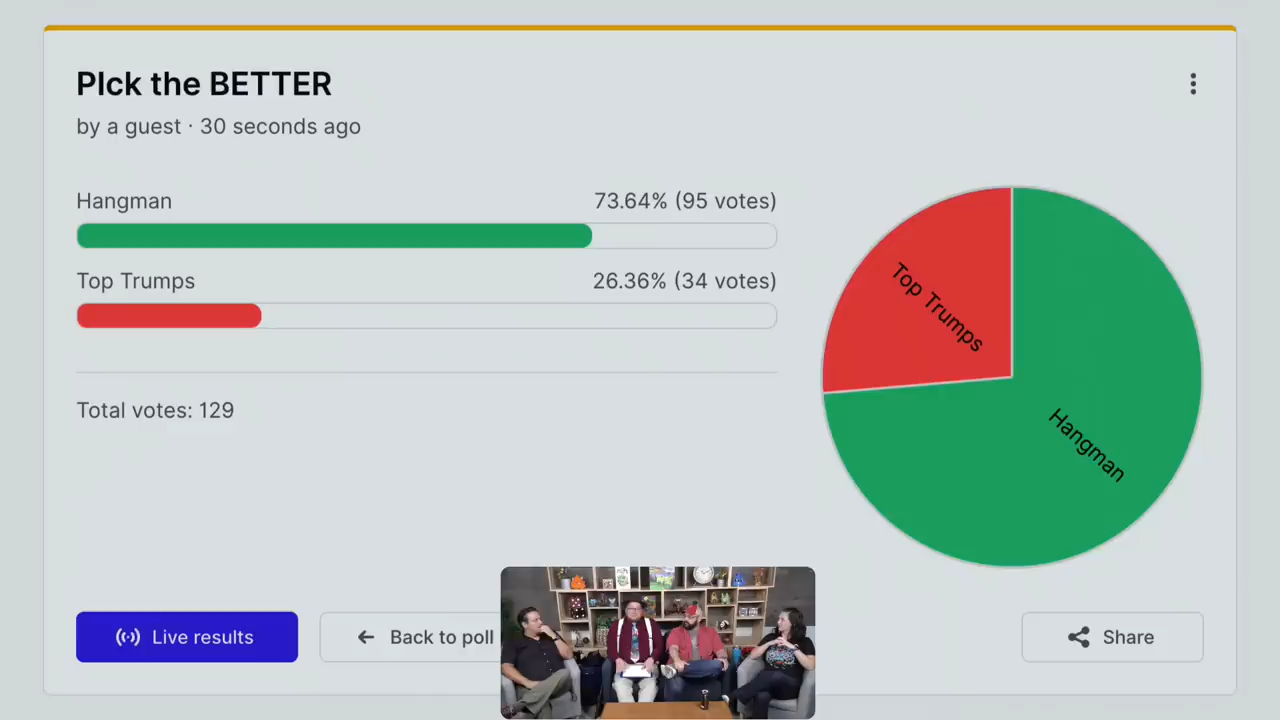 PIck the BETTER
by a guest · 30 seconds ago
Hangman 73.64% (95 votes)
Top Trumps 26.36% (34 votes)
Total votes: 129
Top Trumps
Hangman
Live results
Back to poll
Share